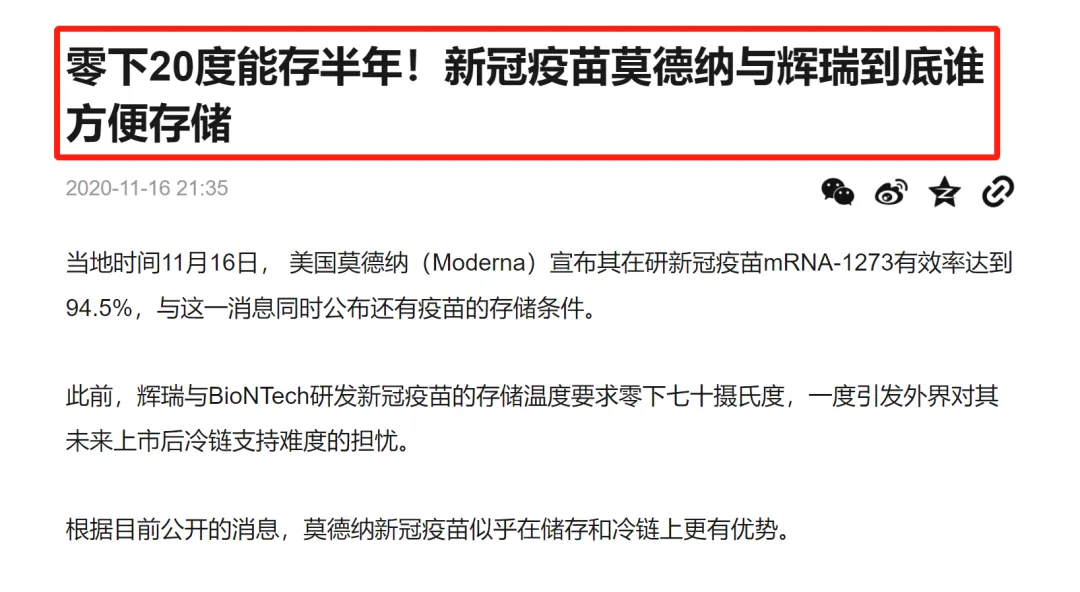 零下20度能存半年！新冠疫苗莫德纳与辉瑞到底谁
方便存储
2020-11-16 21:35
当地时间11月16日， 美国莫德纳（Moderna）宣布其在研新冠疫苗mRNA-1273有效率达到
94.5%，与这一消息同时公布还有疫苗的存储条件。
此前，辉瑞与BioNTech研发新冠疫苗的存储温度要求零下七十摄氏度，一度引发外界对其
未来上市后冷链支持难度的担忧。
根据目前公开的消息，莫德纳新冠疫苗似乎在储存和冷链上更有优势。